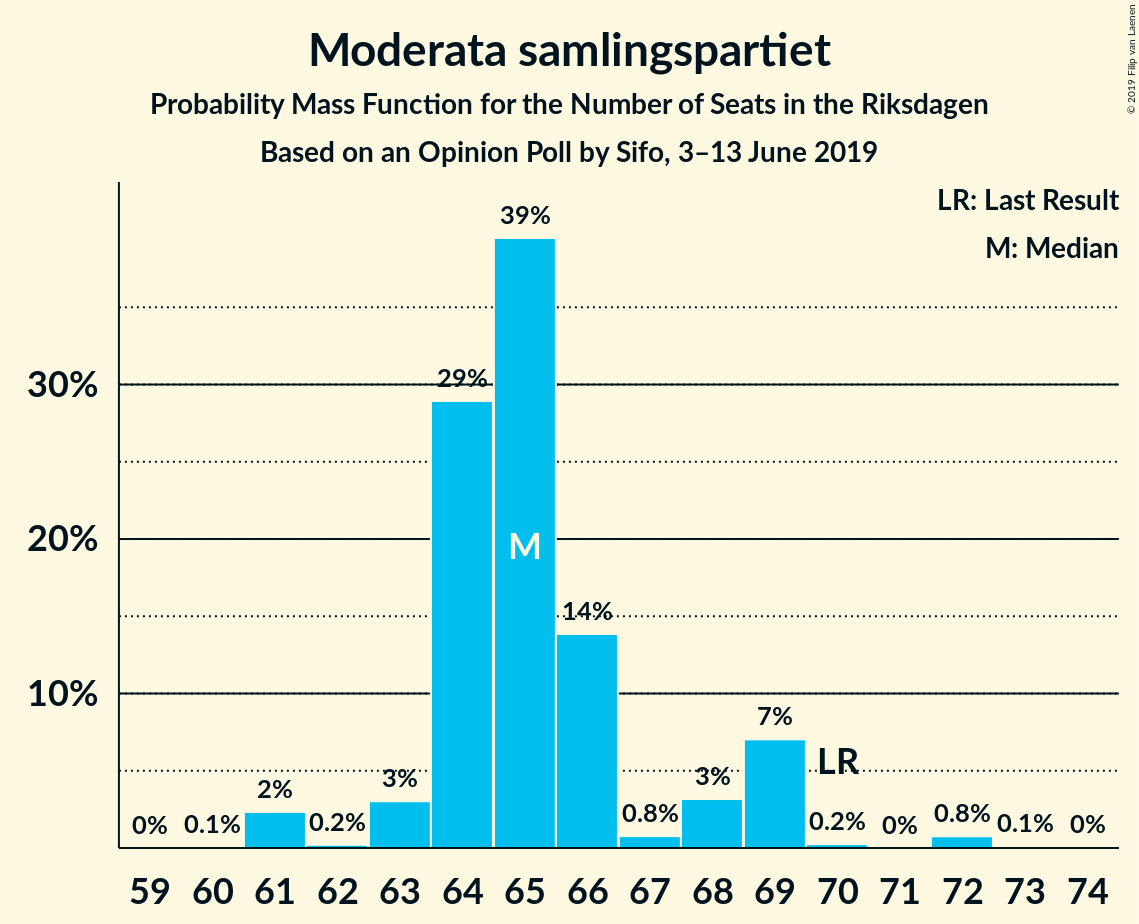 Moderata samlingspartiet
Probability Mass Function for the Number of Seats in the Riksdagen
Based on an Opinion Poll by Sifo, 3–13 June 2019
© 2019 Filip van Laenen
LR: Last Result
M: Median
39%
30%
29%
20%
M
14%
10%
7%
LR
3%
3%
2%
0%
0.1%
0.2%
0.8%
0.2%
0%
0.8%
0.1%
0%
59 60 61 62 63 64 65 66 67 68 69 70 71 72 73 74